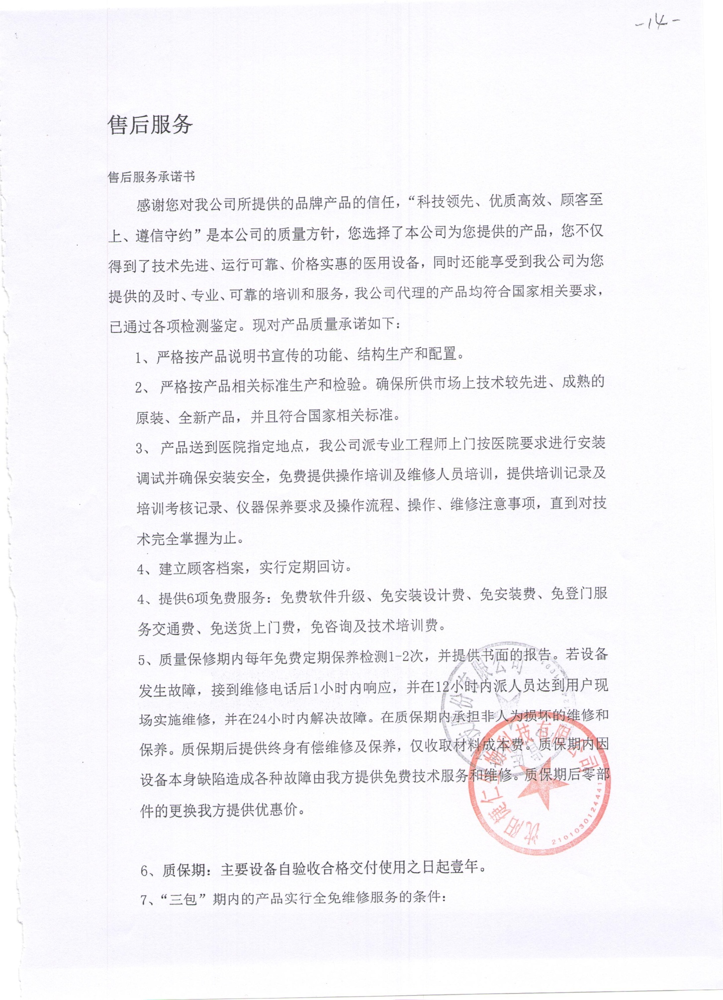 -14-
售后服务
售后服务承诺书
感谢您对我公司所提供的品牌产品的信任，“科技领先、优质高效、顾客至
上、遵信守约”是本公司的质量方针，您选择了本公司为您提供的产品，您不仅
得到了技术先进、运行可靠、价格实惠的医用设备，同时还能享受到我公司为您
提供的及时、专业、可靠的培训和服务，我公司代理的产品均符合国家相关要求，
已通过各项检测鉴定。现对产品质量承诺如下：
1、严格按产品说明书宣传的功能、结构生产和配置。
2、 严格按产品相关标准生产和检验。确保所供市场上技术较先进、成熟的
原装、全新产品，并且符合国家相关标准。
3、 产品送到医院指定地点，我公司派专业工程师上门按医院要求进行安装
调试并确保安装安全，免费提供操作培训及维修人员培训，提供培训记录及
培训考核记录、仪器保养要求及操作流程、操作、维修注意事项，直到对技
术完全掌握为止。
4、建立顾客档案，实行定期回访。
4、提供6项免费服务：免费软件升级、免安装设计费、免安装费、免登门服
务交通费、免送货上门费，免咨询及技术培训费。
5、质量保修期内每年免费定期保养检测1-2次，并提供书面的报告。若设备
发生故障，接到维修电话后1小时内响应，并在12小时内派人员达到用户现
场实施维修，并在24小时内解决故障。在质保期内承担非人为损坏的维修和
保养。质保期后提供终身有偿维修及保养，仅收取材料成本费。质保期内因
设备本身缺陷造成各种故障由我方提供免费技术服务和维修。质保期后零部
件的更换我方提供优惠价。
股份有限公司
沈阳健仁生物科技有限公司
2101030124441
6、质保期：主要设备自验收合格交付使用之日起壹年。
7、“三包”期内的产品实行全免维修服务的条件：